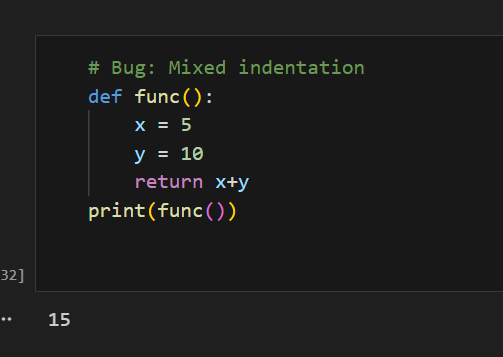 # Bug: Mixed indentation
def func():
    x = 5
    y = 10
    return x+y
print(func())
32]
15